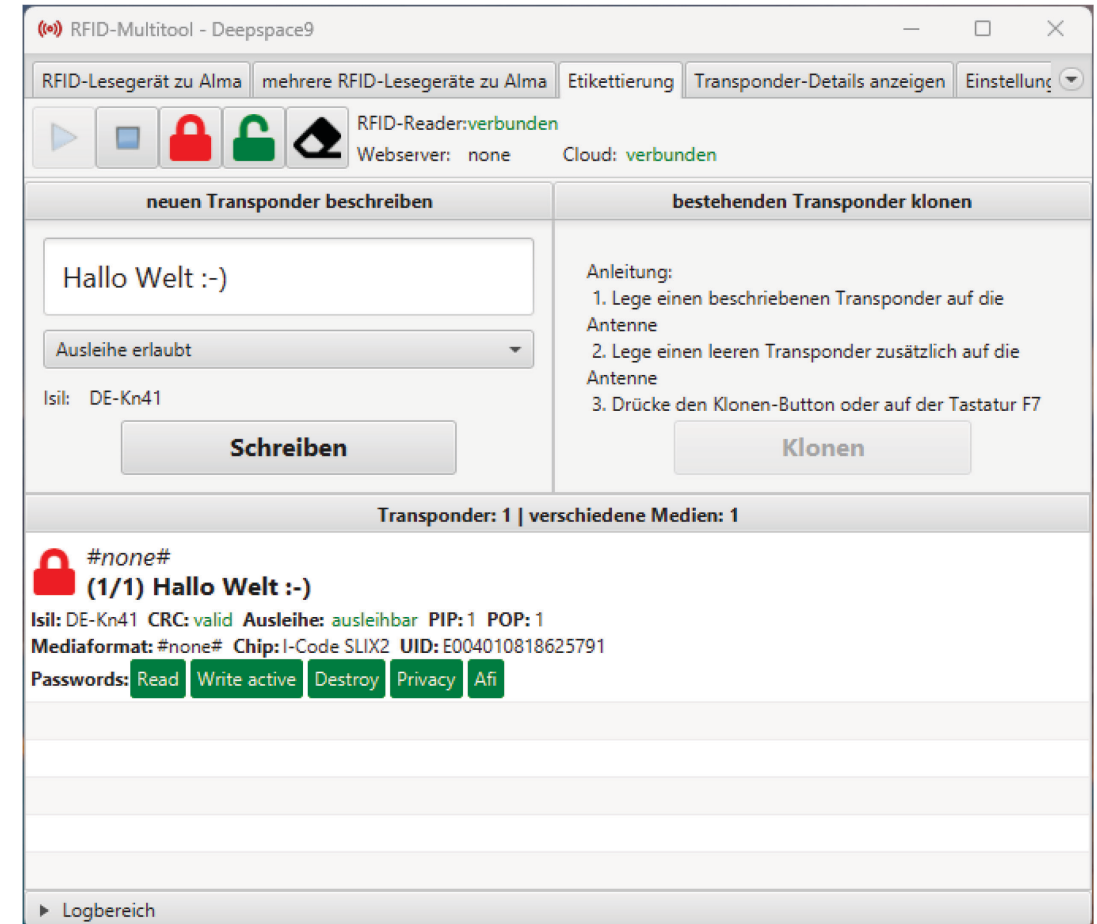 RFID-Multitool - Deepspace9
RFID-Lesegerät zu Alma mehrere RFID-Lesegeräte zu Alma Etikettierung Transponder-Details anzeigen Einstellung
RFID-Reader:verbunden
Webserver: none Cloud: verbunden
neuen Transponder beschreiben
Hallo Welt :-)
Ausleihe erlaubt
Isil: DE-Kn41
Schreiben
bestehenden Transponder klonen
Anleitung:
1. Lege einen beschriebenen Transponder auf die
Antenne
2. Lege einen leeren Transponder zusätzlich auf die
Antenne
3. Drücke den Klonen-Button oder auf der Tastatur F7
Klonen
Transponder: 1 | verschiedene Medien: 1
#none#
(1/1) Hallo Welt :-)
Isil: DE-Kn41 CRC: valid Ausleihe: ausleihbar PIP: 1 POP: 1
Mediaformat: #none# Chip: I-Code SLIX2 UID: E004010818625791
Passwords: Read Write active Destroy Privacy Afi
Logbereich